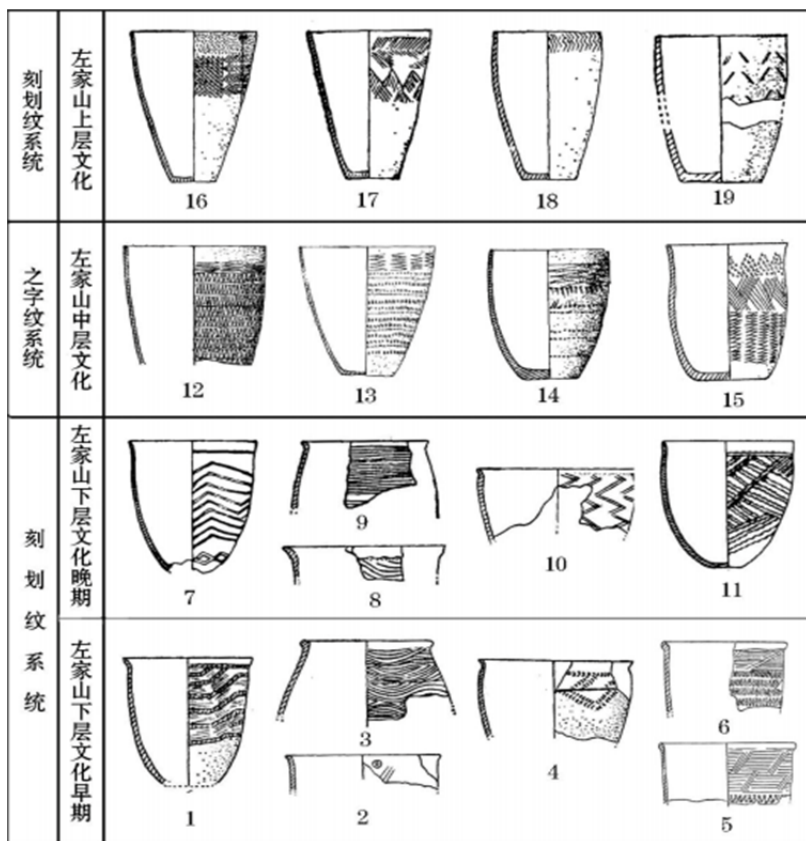 刻划纹系统
左家山上层文化
16 17 18 19
之字纹系统
左家山中层文化
12 13 14 15
刻划纹系统
左家山下层文化晚期
9
10
7 8 11
左家山下层文化早期
6
3 4
1 2 5